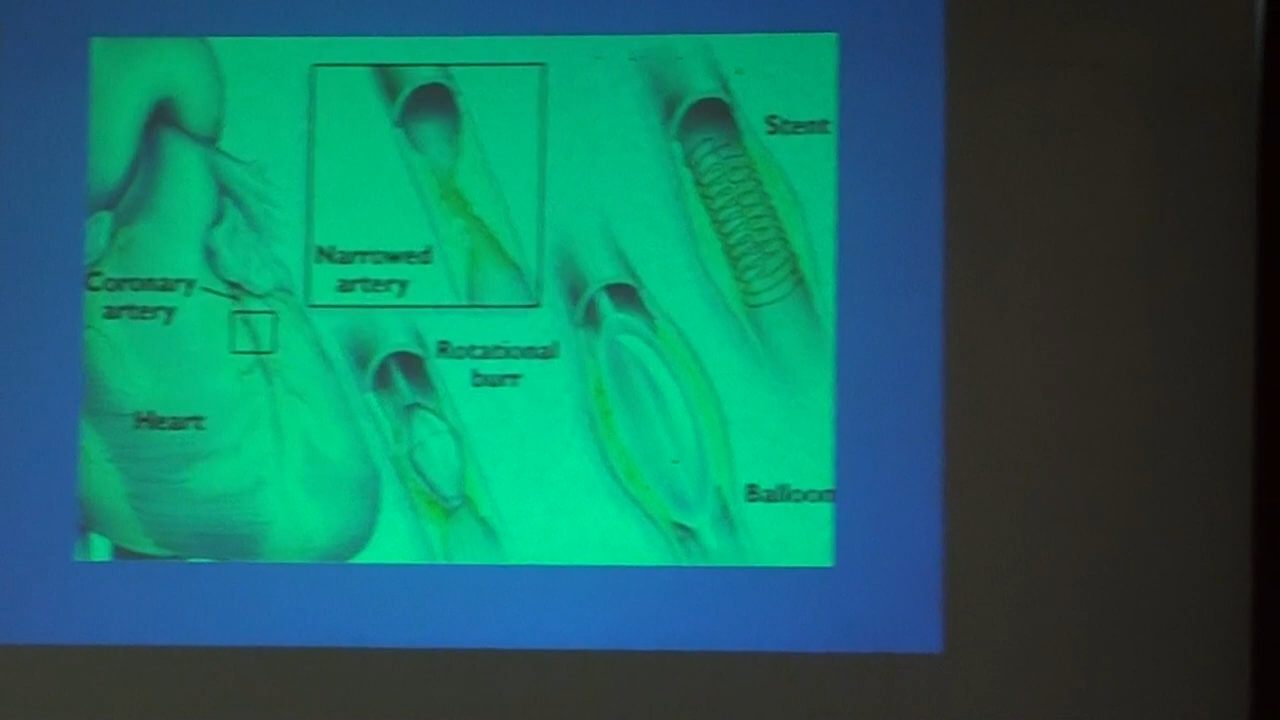 Stent
Narrowed
artery
Coronary
artery
Rotational
burr
Heart
Balloon